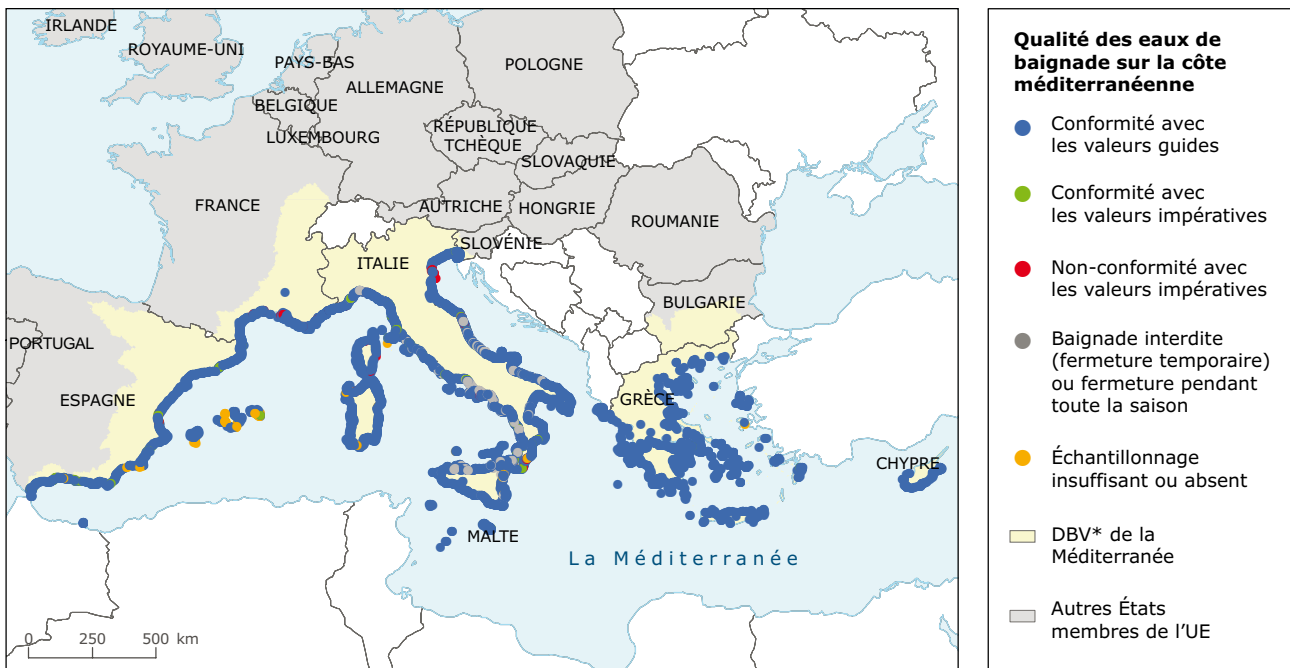 IRLANDE
ROYAUME-UNI
PAYS-BAS
POLOGNE
ALLEMAGNE
BELGIQUE
LUXEMBOURG
RÉPUBLIQUE
TCHÈQUE
SLOVAQUIE
FRANCE
AUTRICHE
HONGRIE
ROUMANIE
SLOVÉNIE
ITALIE
BULGARIE
PORTUGAL
ESPAGNE
GRÈCE
CHYPRE
MALTE
La Méditerranée
0 250 500 km
Qualité des eaux de
baignade sur la côte
méditerranéenne
Conformité avec
les valeurs guides
Conformité avec
les valeurs impératives
Non-conformité avec
les valeurs impératives
Baignade interdite
(fermeture temporaire)
ou fermeture pendant
toute la saison
Échantillonnage
insuffisant ou absent
DBV* de la
Méditerranée
Autres États
membres de l'UE